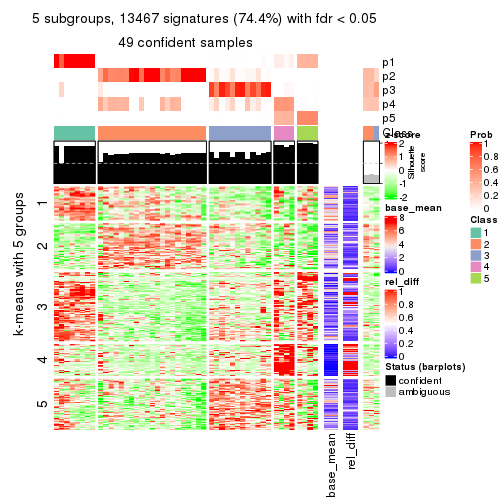 5 subgroups, 13467 signatures (74.4%) with fdr < 0.05
49 confident samples
p1
p2
p3
p4
p5
Class
z-score
2
1
0
-1
-2
Silhouette
score
Prob
1
0.8
0.6
0.4
0.2
0
base_mean
8
6
4
2
0
Class
1
2
3
4
5
rel_diff
1
0.8
0.6
0.4
0.2
0
Status (barplots)
confident
ambiguous
k-means with 5 groups
1
2
3
4
5
base_mean
rel_diff